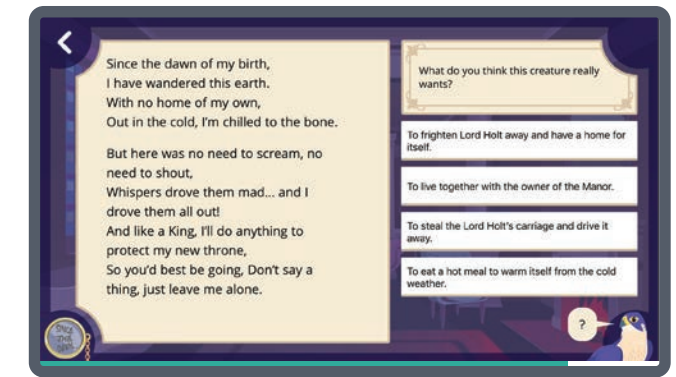 Since the dawn of my birth,
I have wandered this earth.
With no home of my own,
Out in the cold, I'm chilled to the bone.
But here was no need to scream, no
need to shout,
Whispers drove them mad... and I
drove them all out!
And like a King, I'll do anything to
protect my new throne,
So you'd best be going, Don't say a
thing, just leave me alone.
What do you think this creature really
wants?
To frighten Lord Holt away and have a home for
itself.
To live together with the owner of the Manor.
To steal the Lord Holt's carriage and drive it
away.
To eat a hot meal to warm itself from the cold
weather.
?